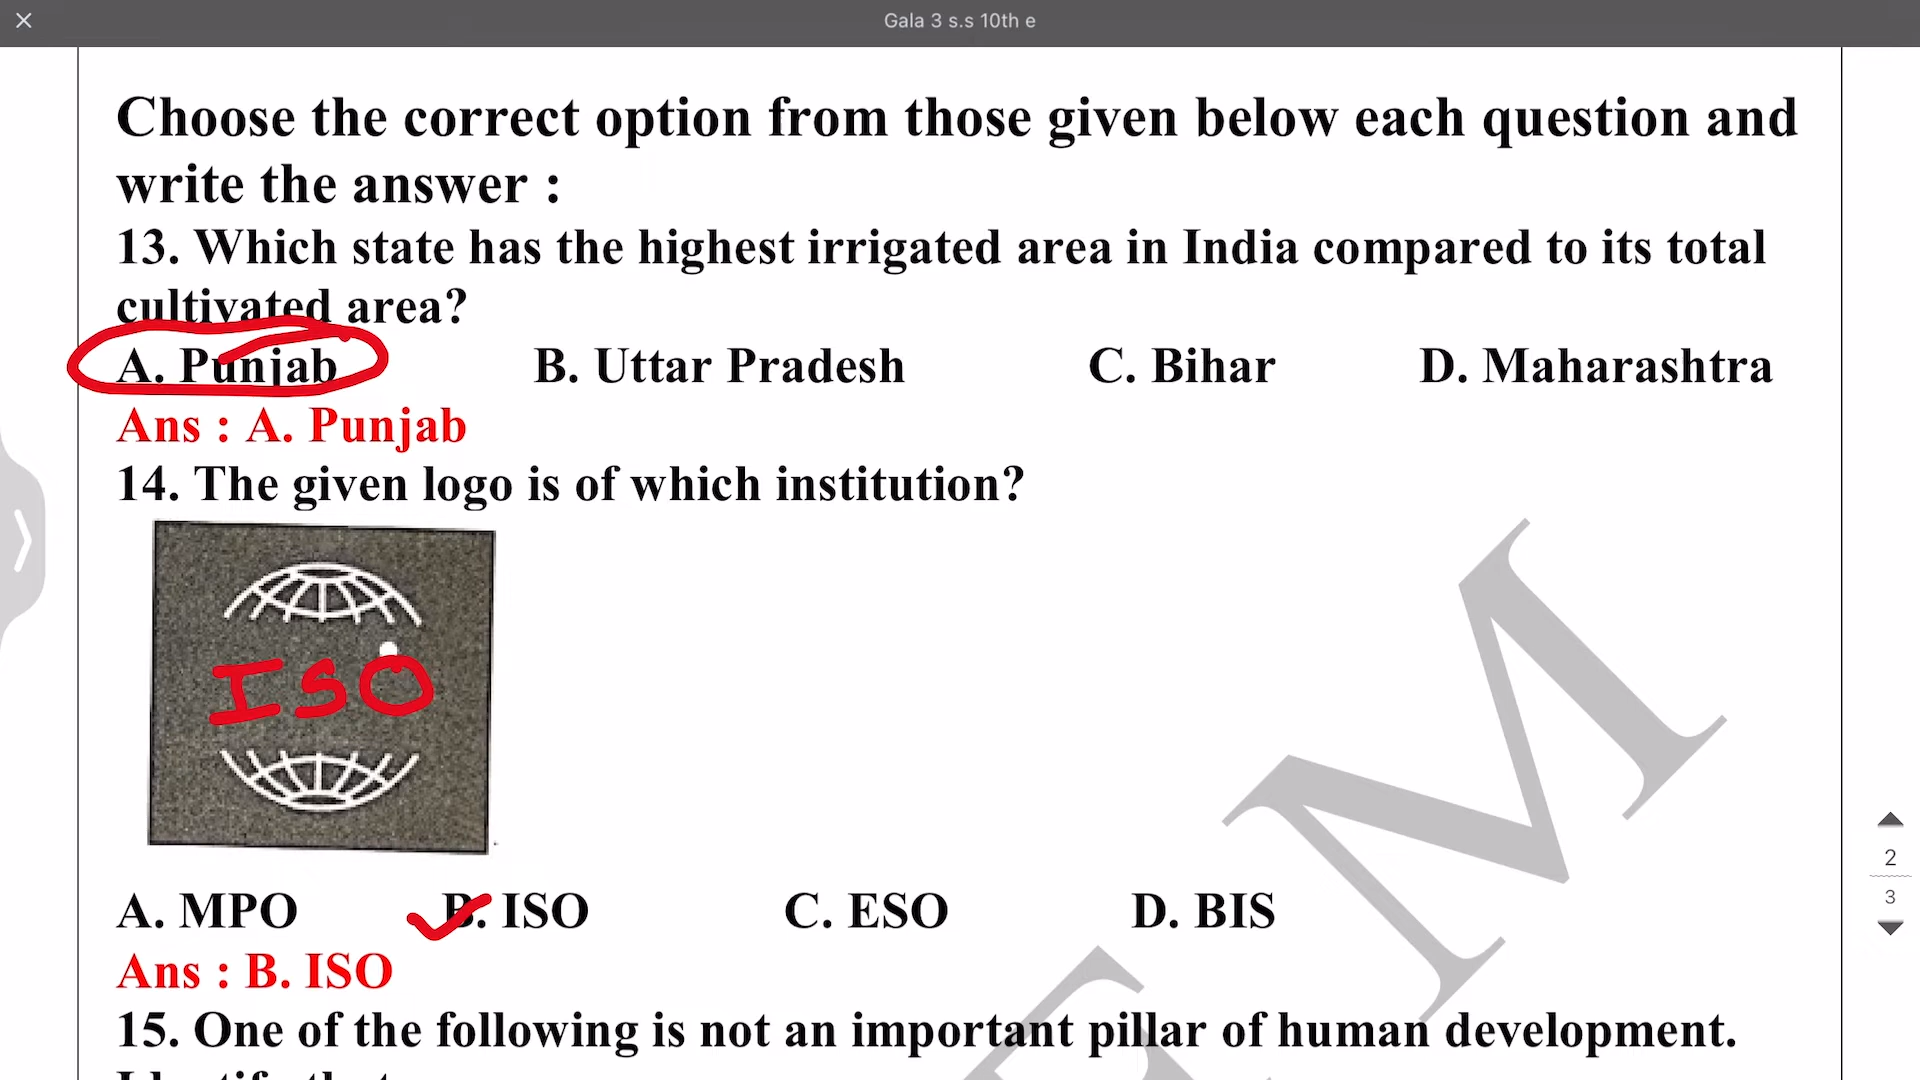 Gala 3 s.s 10th e
Choose the correct option from those given below each question and
write the answer :
13. Which state has the highest irrigated area in India compared to its total
cultivated area?
A. Punjab B. Uttar Pradesh C. Bihar D. Maharashtra
Ans : A. Punjab
14. The given logo is of which institution?
ISO
A. MPO B. ISO C. ESO D. BIS
2
3
Ans : B. ISO
15. One of the following is not an important pillar of human development.